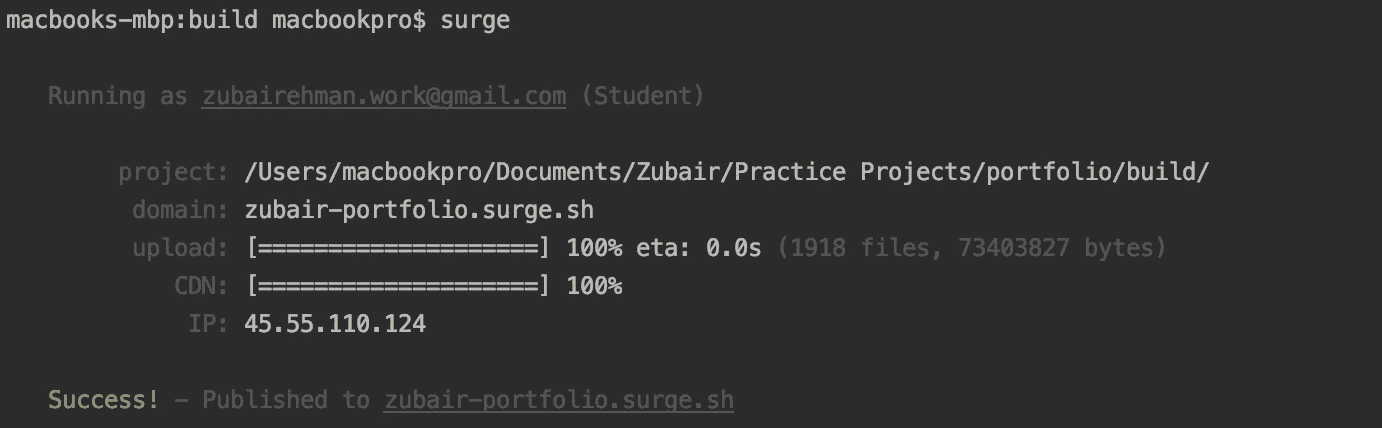 macbooks-mbp:build macbookpro$ surge
Running as zubairehman.work@gmail.com (Student)
project: /Users/macbookpro/Documents/Zubair/Practice Projects/portfolio/build/
domain: zubair-portfolio.surge.sh
upload: [====================] 100% eta: 0.0s (1918 files, 73403827 bytes)
CDN: [====================] 100%
IP: 45.55.110.124
Success! - Published to zubair-portfolio.surge.sh